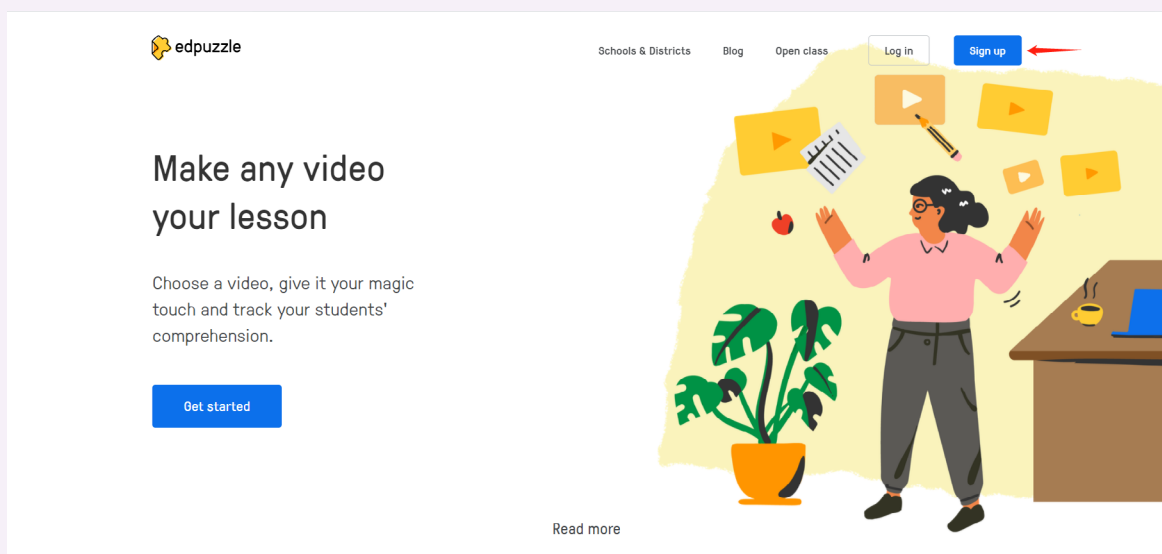 edpuzzle
Schools & Districts
Blog
Open class
Log in
Sign up
Make any video
your lesson
Choose a video, give it your magic
touch and track your students'
comprehension.
Get started
Read more